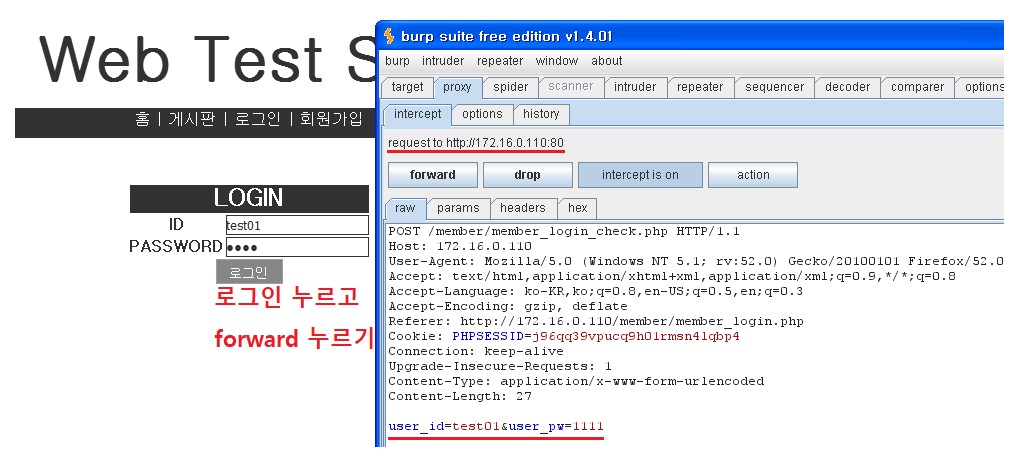 Web Test S
홈 | 게시판 | 로그인 | 회원가입
LOGIN
ID test01
PASSWORD ●●●●
로그인
로그인 누르고
forward 누르기
burp suite free edition v1.4.01
burp intruder repeater window about
target proxy spider scanner intruder repeater sequencer decoder comparer options
intercept options history
request to http://172.16.0.110:80
forward drop intercept is on action
raw params headers hex
POST /member/member_login_check.php HTTP/1.1
Host: 172.16.0.110
User-Agent: Mozilla/5.0 (Windows NT 5.1; rv:52.0) Gecko/20100101 Firefox/52.0
Accept: text/html,application/xhtml+xml,application/xml;q=0.9,*/*;q=0.8
Accept-Language: ko-KR,ko;q=0.8,en-US;q=0.5,en;q=0.3
Accept-Encoding: gzip, deflate
Referer: http://172.16.0.110/member/member_login.php
Cookie: PHPSESSID=j96qq39vpucq9h01rmsn41qbp4
Connection: keep-alive
Upgrade-Insecure-Requests: 1
Content-Type: application/x-www-form-urlencoded
Content-Length: 27
user_id=test01&user_pw=1111